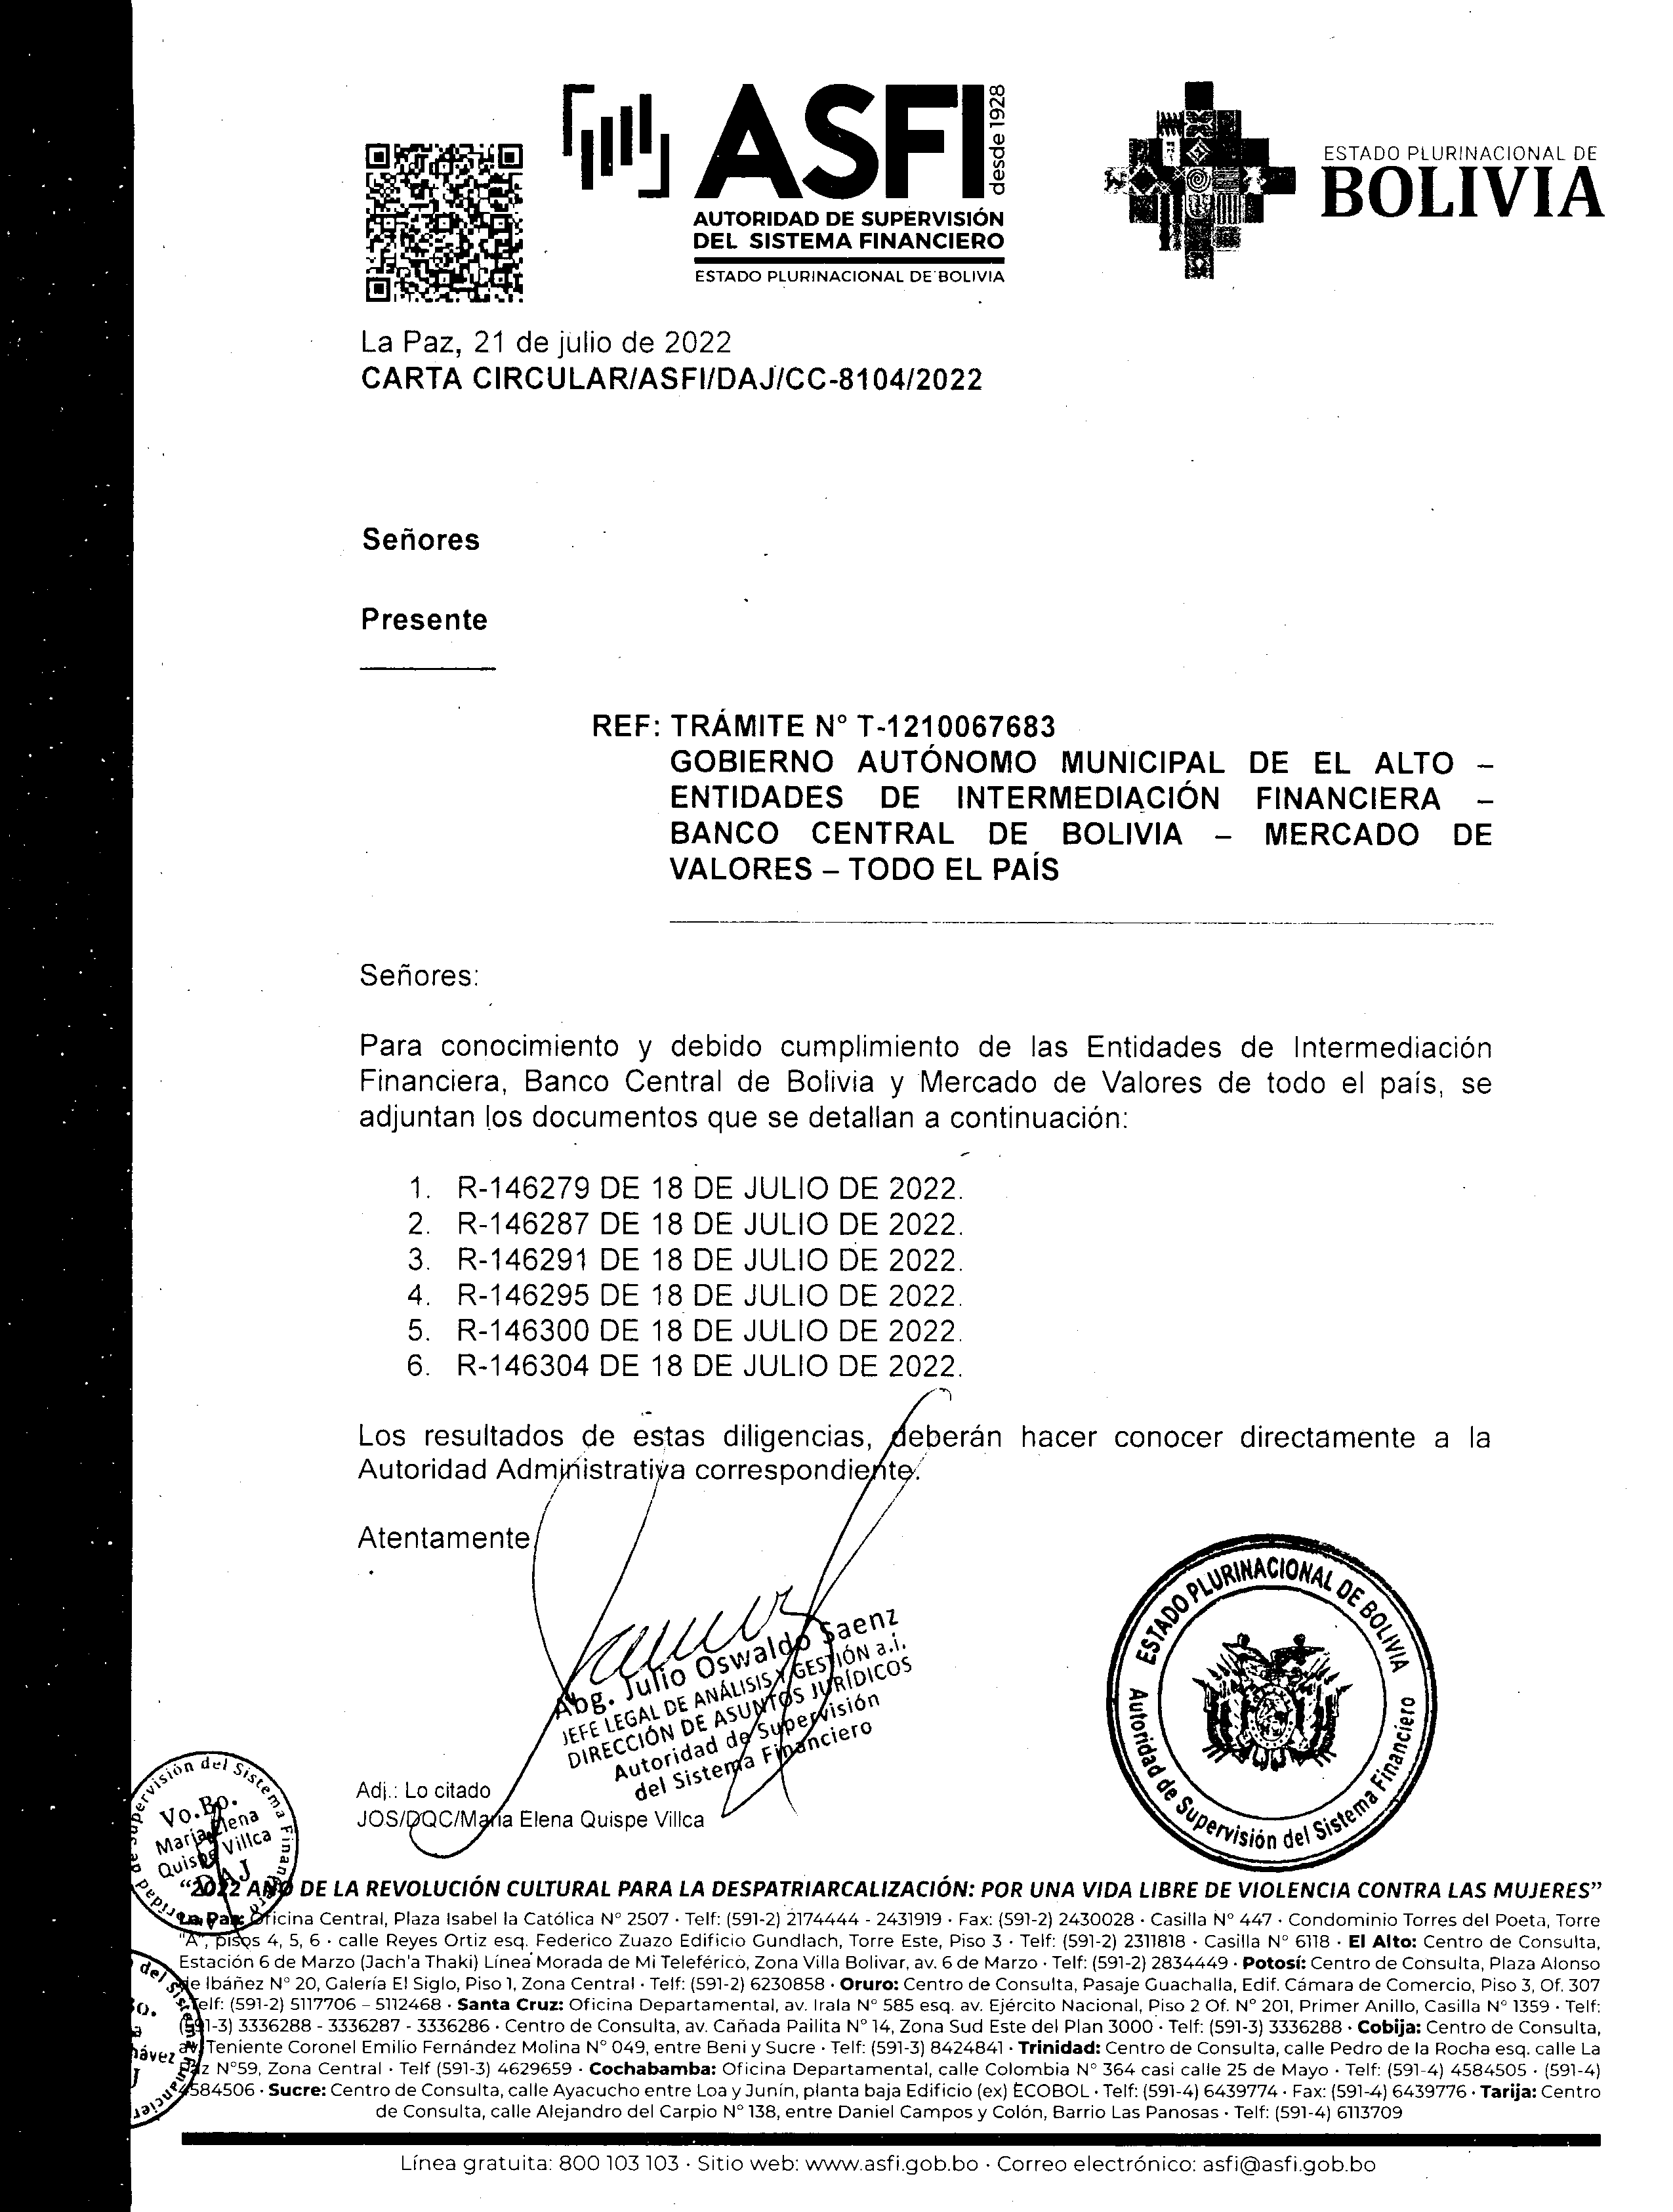 ASFI
desde 1928
AUTORIDAD DE SUPERVISIÓN
DEL SISTEMA FINANCIERO
ESTADO PLURINACIONAL DE BOLIVIA
ESTADO PLURINACIONAL DE
BOLIVIA
La Paz, 21 de julio de 2022
CARTA CIRCULAR/ASFI/DAJ/CC-8104/2022
Señores
Presente
REF: TRÁMITE N° T-1210067683
GOBIERNO AUTÓNOMO MUNICIPAL DE EL ALTO –
ENTIDADES DE INTERMEDIACIÓN FINANCIERA –
BANCO CENTRAL DE BOLIVIA – MERCADO DE
VALORES – TODO EL PAÍS
Señores:
Para conocimiento y debido cumplimiento de las Entidades de Intermediación
Financiera, Banco Central de Bolivia y Mercado de Valores de todo el país, se
adjuntan los documentos que se detallan a continuación:
1. R-146279 DE 18 DE JULIO DE 2022.
2. R-146287 DE 18 DE JULIO DE 2022.
3. R-146291 DE 18 DE JULIO DE 2022.
4. R-146295 DE 18 DE JULIO DE 2022.
5. R-146300 DE 18 DE JULIO DE 2022.
6. R-146304 DE 18 DE JULIO DE 2022.
Los resultados de estas diligencias, deberán hacer conocer directamente a la
Autoridad Administrativa correspondiente.
Atentamente
Abg. Julio Oswaldo Saenz
JEFE LEGAL DE ANÁLISIS Y GESTIÓN a.i.
DIRECCIÓN DE ASUNTOS JURÍDICOS
Autoridad de Supervisión
del Sistema Financiero
ESTADO PLURINACIONAL DE BOLIVIA
Autoridad de Supervisión del Sistema Financiero
Adj.: Lo citado
JOS/DQC/María Elena Quispe Villca
Autoridad de Supervisión del Sistema Financiero
Vo.Bo.
Maria Elena
Quispe Villca
DAJ
"2022 AÑO DE LA REVOLUCIÓN CULTURAL PARA LA DESPATRIARCALIZACIÓN: POR UNA VIDA LIBRE DE VIOLENCIA CONTRA LAS MUJERES"
La Paz: Oficina Central, Plaza Isabel la Católica N° 2507 · Telf: (591-2) 2174444 - 2431919 · Fax: (591-2) 2430028 · Casilla N° 447 · Condominio Torres del Poeta, Torre
"A", pisos 4, 5, 6 · calle Reyes Ortiz esq. Federico Zuazo Edificio Gundlach, Torre Este, Piso 3 · Telf: (591-2) 2311818 · Casilla N° 6118 · El Alto: Centro de Consulta,
Estación 6 de Marzo (Jach'a Thaki) Línea Morada de Mi Teleférico, Zona Villa Bolivar, av. 6 de Marzo · Telf: (591-2) 2834449 · Potosí: Centro de Consulta, Plaza Alonso
de Ibáñez N° 20, Galería El Siglo, Piso 1, Zona Central · Telf: (591-2) 6230858 · Oruro: Centro de Consulta, Pasaje Guachalla, Edif. Cámara de Comercio, Piso 3, Of. 307
Telf: (591-2) 5117706 – 5112468 · Santa Cruz: Oficina Departamental, av. Irala N° 585 esq. av. Ejército Nacional, Piso 2 Of. N° 201, Primer Anillo, Casilla N° 1359 · Telf:
(591-3) 3336288 - 3336287 - 3336286 · Centro de Consulta, av. Cañada Pailita N° 14, Zona Sud Este del Plan 3000 · Telf: (591-3) 3336288 · Cobija: Centro de Consulta,
av. Teniente Coronel Emilio Fernández Molina N° 049, entre Beni y Sucre · Telf: (591-3) 8424841 · Trinidad: Centro de Consulta, calle Pedro de la Rocha esq. calle La
Paz N°59, Zona Central · Telf (591-3) 4629659 · Cochabamba: Oficina Departamental, calle Colombia N° 364 casi calle 25 de Mayo · Telf: (591-4) 4584505 · (591-4)
4584506 · Sucre: Centro de Consulta, calle Ayacucho entre Loa y Junín, planta baja Edificio (ex) ECOBOL · Telf: (591-4) 6439774 · Fax: (591-4) 6439776 · Tarija: Centro
de Consulta, calle Alejandro del Carpio N° 138, entre Daniel Campos y Colón, Barrio Las Panosas · Telf: (591-4) 6113709
Línea gratuita: 800 103 103 · Sitio web: www.asfi.gob.bo · Correo electrónico: asfi@asfi.gob.bo